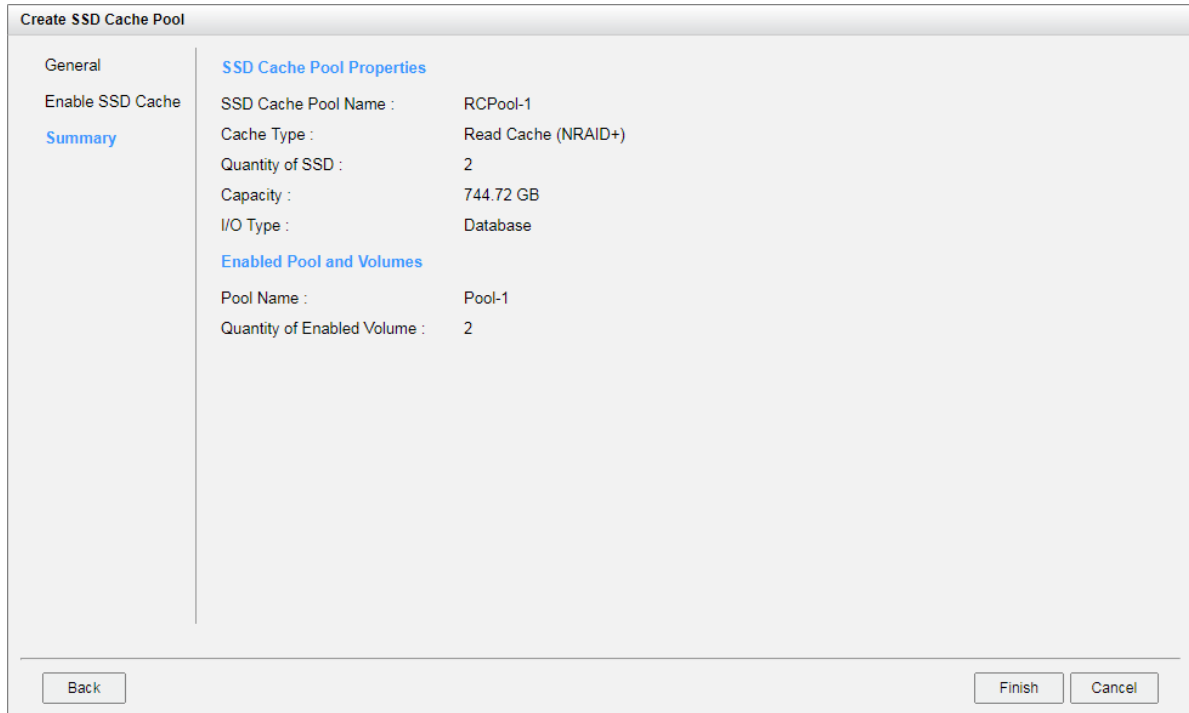 Create SSD Cache Pool
General
Enable SSD Cache
Summary
SSD Cache Pool Properties
SSD Cache Pool Name : RCPool-1
Cache Type : Read Cache (NRAID+)
Quantity of SSD : 2
Capacity : 744.72 GB
I/O Type : Database
Enabled Pool and Volumes
Pool Name : Pool-1
Quantity of Enabled Volume : 2
Back Finish Cancel